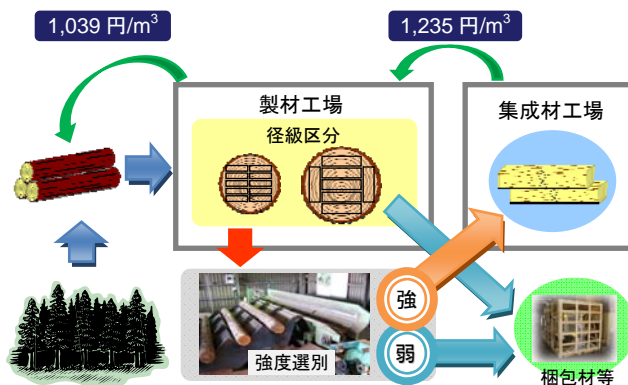 1,039 円/m³
1,235 円/m³
製材工場
集成材工場
径級区分
強
強度選別
弱
梱包材等